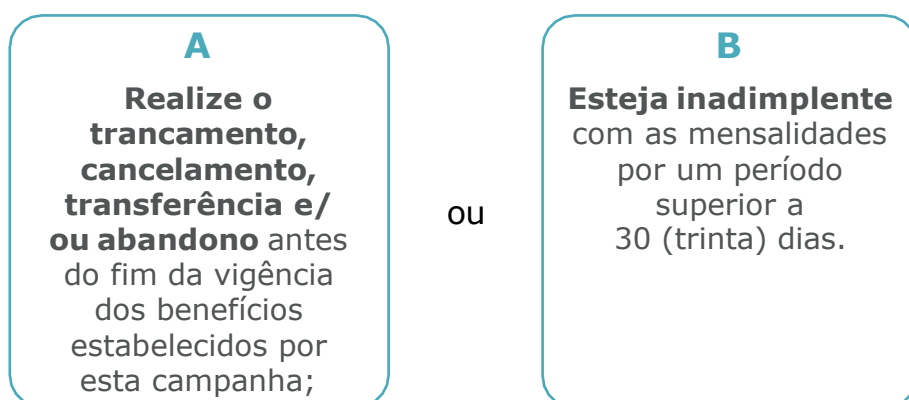 A
Realize o
trancamento,
cancelamento,
transferência e/
ou abandono antes
do fim da vigência
dos benefícios
estabelecidos por
esta campanha;
ou
B
Esteja inadimplente
com as mensalidades
por um período
superior a
30 (trinta) dias.